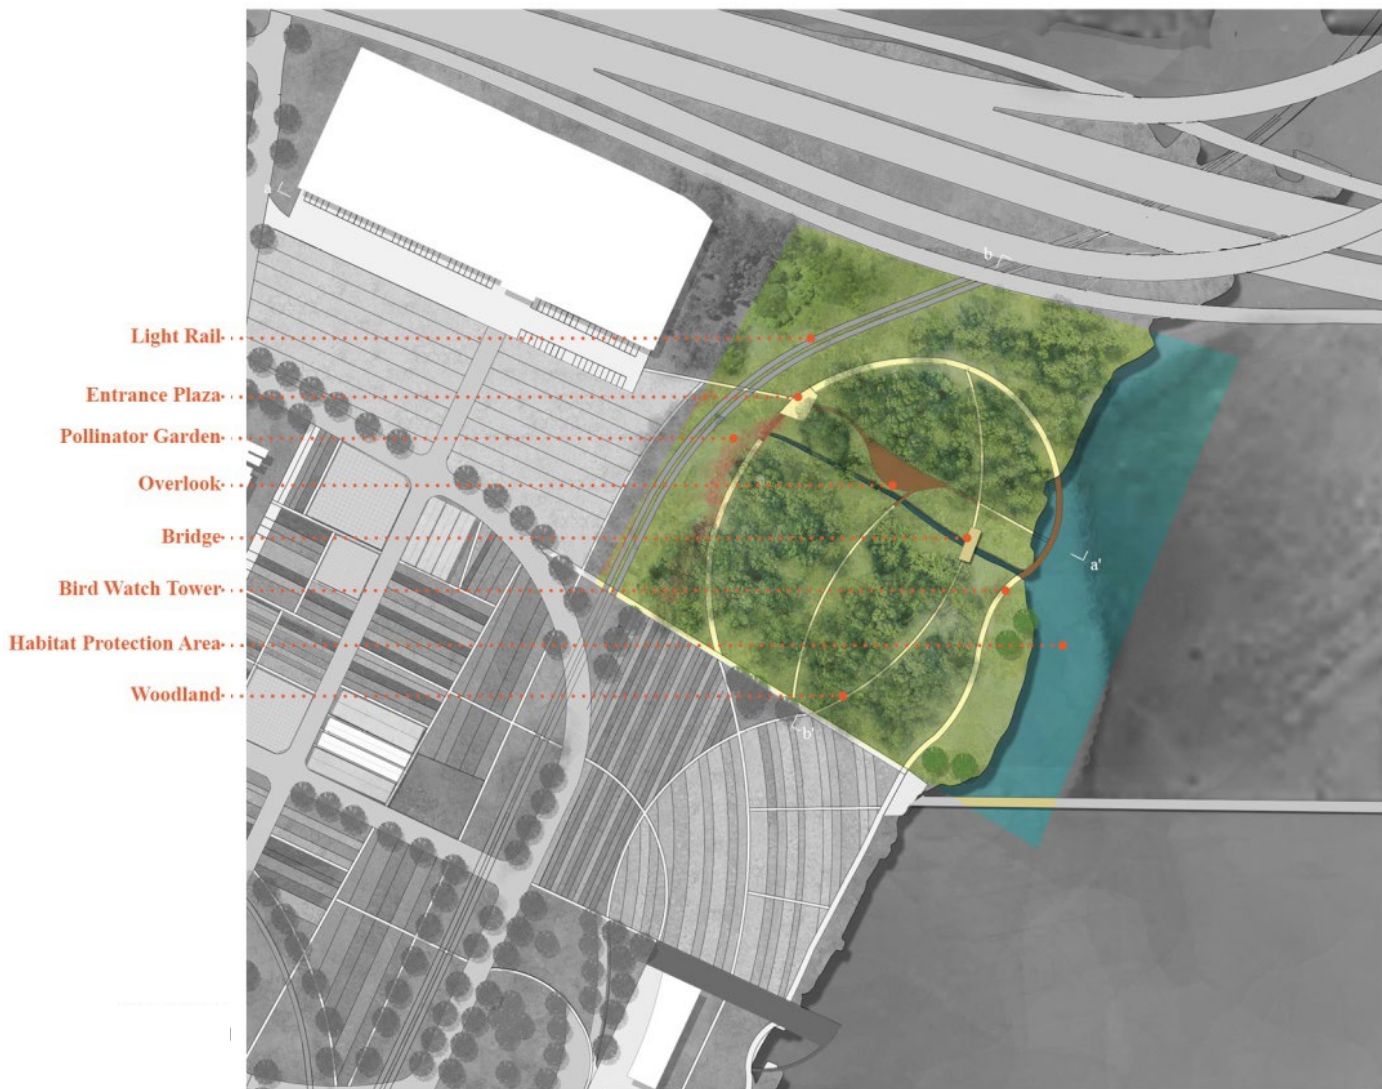 a
b
Light Rail
Entrance Plaza
Pollinator Garden
Overlook
Bridge
a'
Bird Watch Tower
Habitat Protection Area
Woodland
b'